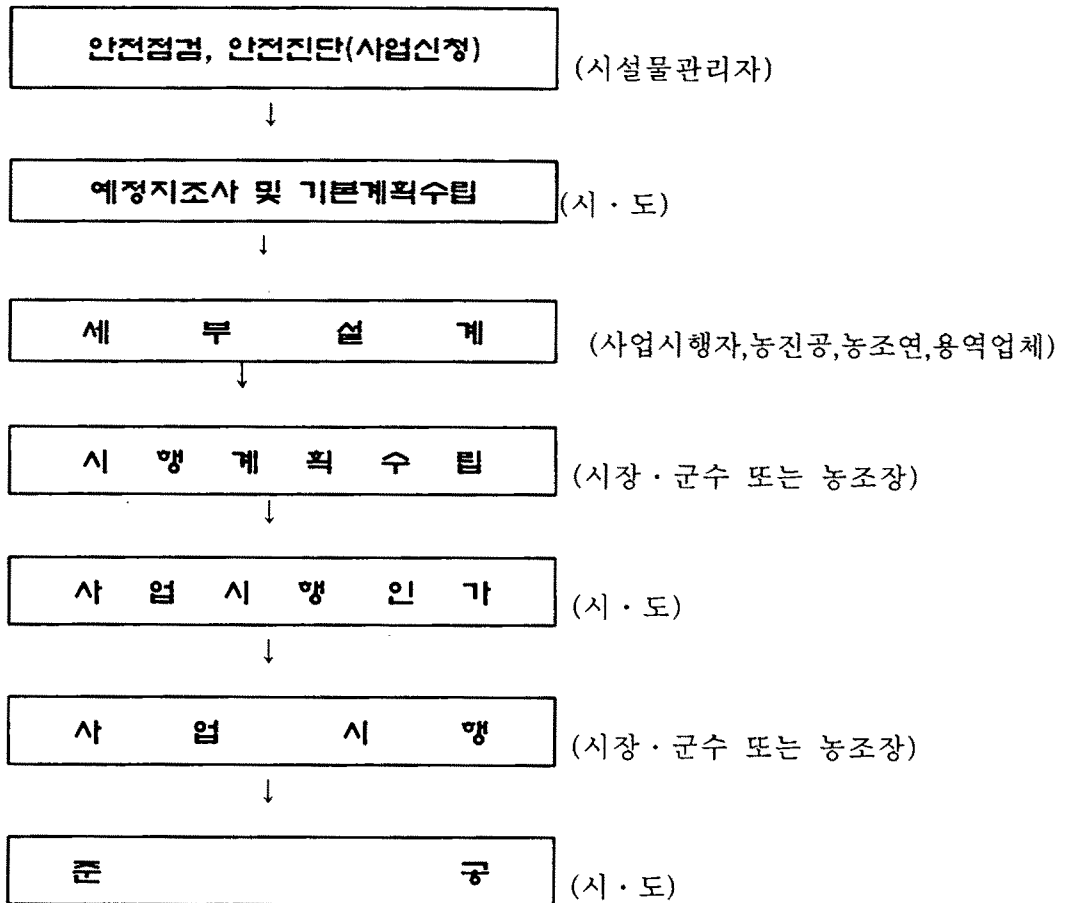 안전점검, 안전진단(사업신청) (시설물관리자)
↓
예정지조사 및 기본계획수립 (시·도)
↓
세 부 설 계 (사업시행자,농진공,농조연,용역업체)
↓
시 행 계 획 수 립 (시장·군수 또는 농조장)
↓
사 업 시 행 인 가 (시·도)
↓
사 업 시 행 (시장·군수 또는 농조장)
↓
준 공 (시·도)